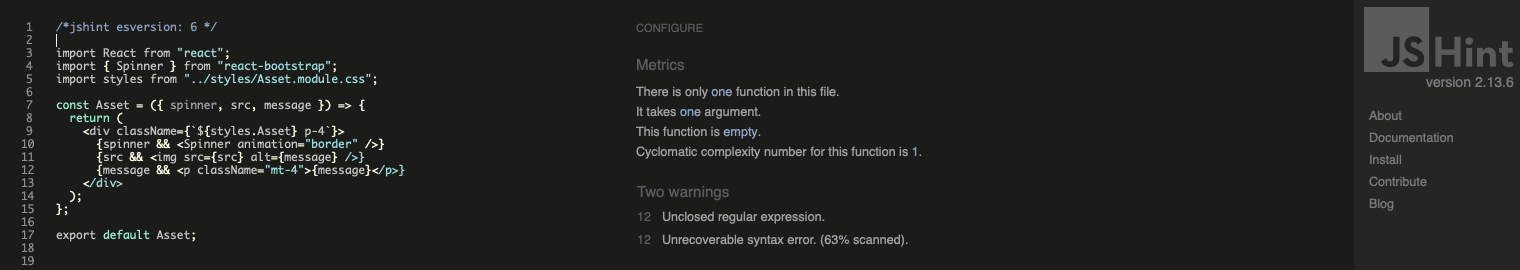 1 /*jshint esversion: 6 */
2
3 import React from "react";
4 import { Spinner } from "react-bootstrap";
5 import styles from "../styles/Asset.module.css";
6
7 const Asset = ({ spinner, src, message }) => {
8   return (
9     <div className={`${styles.Asset} p-4`}>
10       {spinner && <Spinner animation="border" />}
11       {src && <img src={src} alt={message} />}
12       {message && <p className="mt-4">{message}</p>}
13     </div>
14   );
15 };
16
17 export default Asset;
18
19
CONFIGURE
Metrics
There is only one function in this file.
It takes one argument.
This function is empty.
Cyclomatic complexity number for this function is 1.
Two warnings
12 Unclosed regular expression.
12 Unrecoverable syntax error. (63% scanned).
JSHint
version 2.13.6
About
Documentation
Install
Contribute
Blog